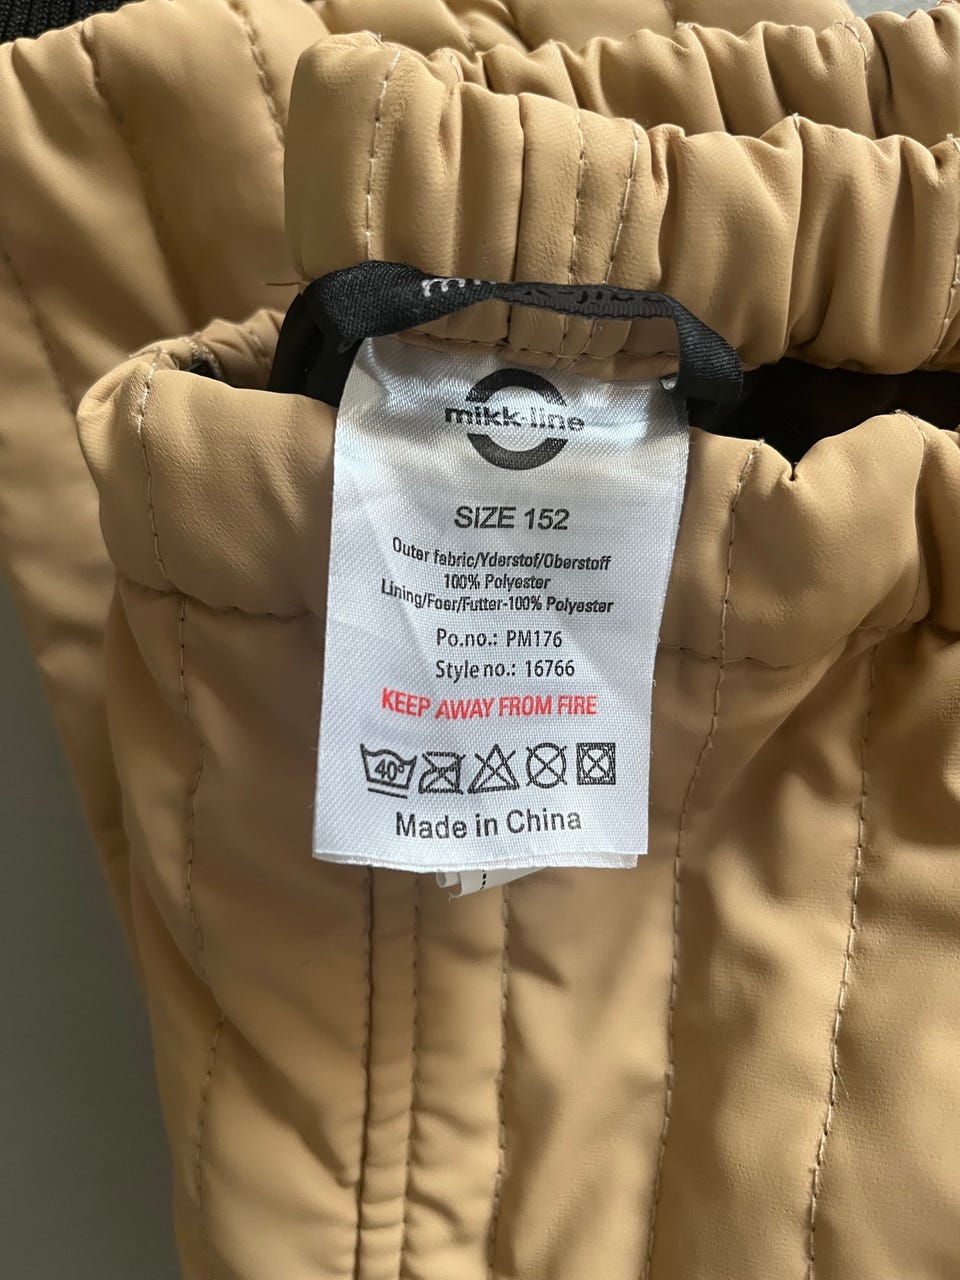 mikk-line
SIZE 152
Outer fabric/Yderstof/Oberstoff
100% Polyester
Lining/Foer/Futter-100% Polyester
Po.no.: PM176
Style no.: 16766
KEEP AWAY FROM FIRE
40°
Made in China